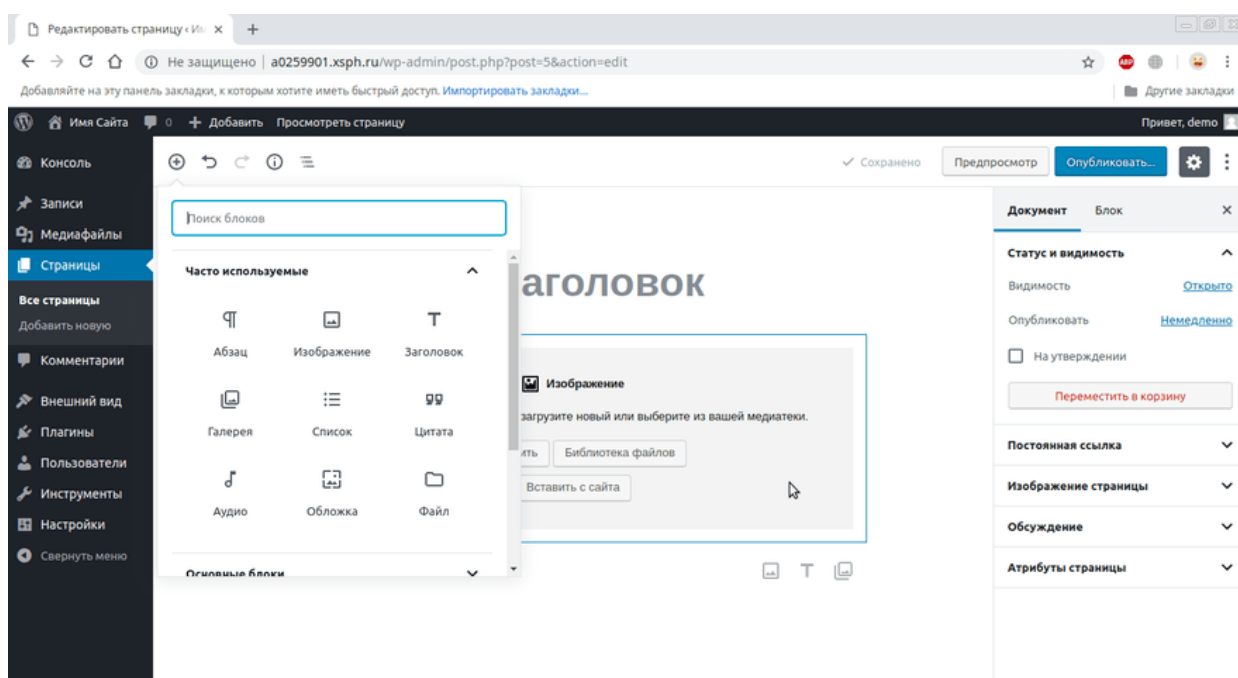 Редактировать страницу ‹ Им
Не защищено | a0259901.xsph.ru/wp-admin/post.php?post=5&action=edit
ABP
Добавляйте на эту панель закладки, к которым хотите иметь быстрый доступ. Импортировать закладки...
Другие закладки
Имя Сайта 0 + Добавить Просмотреть страницу
Привет, demo
Консоль
Записи
Медиафайлы
Страницы
Все страницы
Добавить новую
Комментарии
Внешний вид
Плагины
Пользователи
Инструменты
Настройки
Свернуть меню
Сохранено Предпросмотр Опубликовать...
Поиск блоков
Часто используемые
Абзац Изображение Заголовок
Галерея Список Цитата
Аудио Обложка Файл
Основные блоки
аголовок
Изображение
загрузите новый или выберите из вашей медиатеки.
ить Библиотека файлов
Вставить с сайта
Документ Блок
Статус и видимость
Видимость Открыто
Опубликовать Немедленно
На утверждении
Переместить в корзину
Постоянная ссылка
Изображение страницы
Обсуждение
Атрибуты страницы